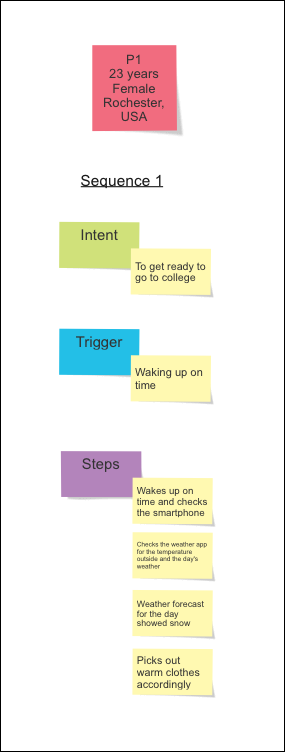 P1
23 years
Female
Rochester,
USA
Sequence 1
Intent
To get ready to
go to college
Trigger
Waking up on
time
Steps
Wakes up on
time and checks
the smartphone
Checks the weather app
for the temperature
outside and the day's
weather
Weather forecast
for the day
showed snow
Picks out
warm clothes
accordingly